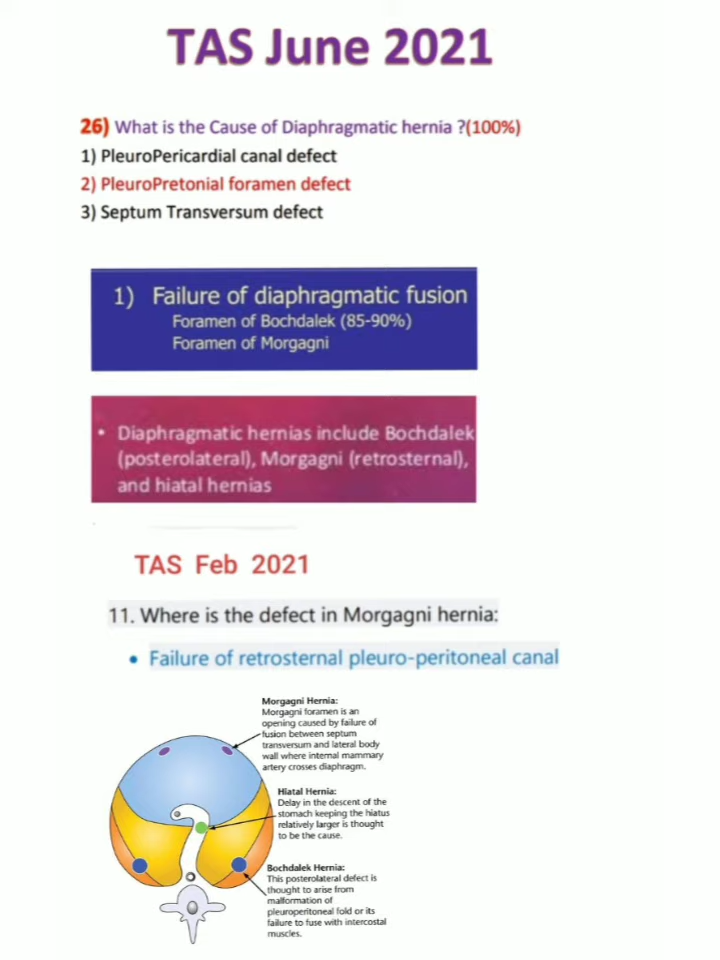 TAS June 2021
26) What is the Cause of Diaphragmatic hernia ?(100%)
1) PleuroPericardial canal defect
2) PleuroPretonial foramen defect
3) Septum Transversum defect
1) Failure of diaphragmatic fusion
Foramen of Bochdalek (85-90%)
Foramen of Morgagni
• Diaphragmatic hernias include Bochdalek
(posterolateral), Morgagni (retrosternal),
and hiatal hernias
TAS Feb 2021
11. Where is the defect in Morgagni hernia:
• Failure of retrosternal pleuro-peritoneal canal
Morgagni Hernia:
Morgagni foramen is an
opening caused by failure of
fusion between septum
transversum and lateral body
wall where internal mammary
artery crosses diaphragm.
Hiatal Hernia:
Delay in the descent of the
stomach keeping the hiatus
relatively larger is thought
to be the cause.
Bochdalek Hernia:
This posterolateral defect is
thought to arise from
malformation of
pleuroperitoneal fold or its
failure to fuse with intercostal
muscles.